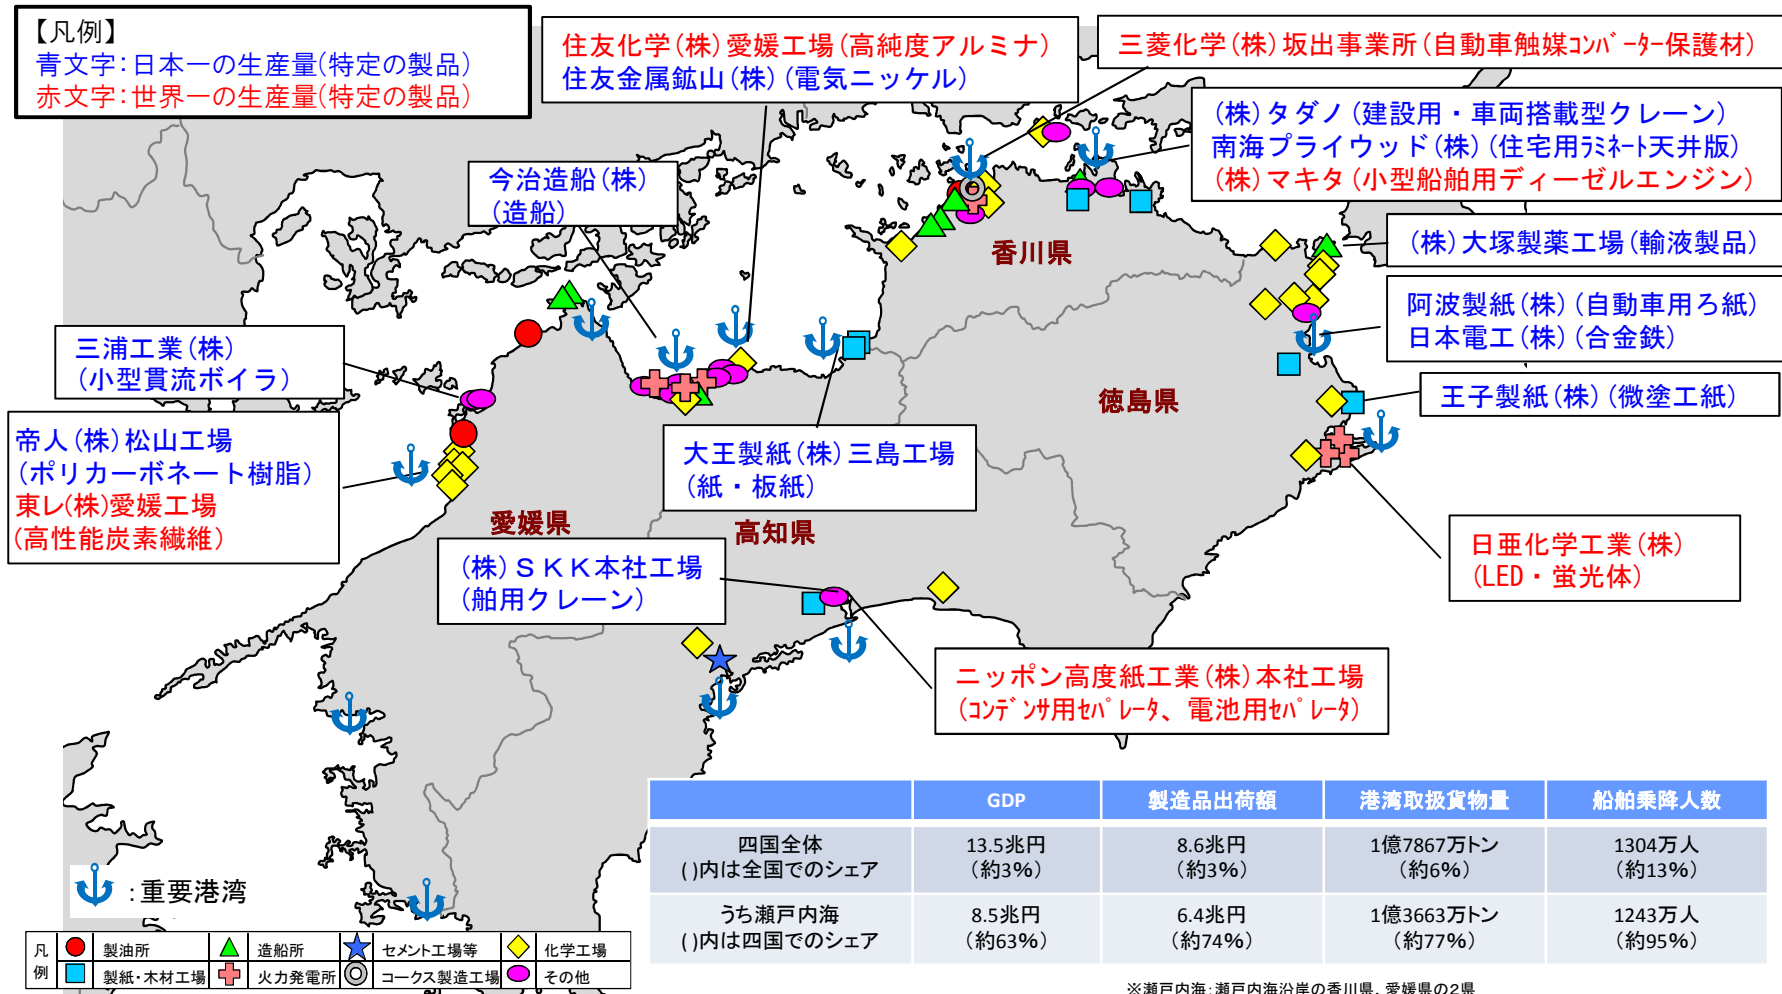 【凡例】
青文字：日本一の生産量(特定の製品)
赤文字：世界一の生産量(特定の製品)
住友化学(株)愛媛工場(高純度アルミナ)
住友金属鉱山(株)(電気ニッケル)
三菱化学(株)坂出事業所(自動車触媒ｺﾝﾊﾞｰﾀｰ保護材)
(株)タダノ(建設用・車両搭載型クレーン)
南海プライウッド(株)(住宅用ﾗﾐﾈｰﾄ天井版)
(株)マキタ(小型船舶用ディーゼルエンジン)
今治造船(株)
(造船)
(株)大塚製薬工場(輸液製品)
香川県
阿波製紙(株)(自動車用ろ紙)
日本電工(株)(合金鉄)
三浦工業(株)
(小型貫流ボイラ)
徳島県
王子製紙(株)(微塗工紙)
帝人(株)松山工場
(ポリカーボネート樹脂)
東レ(株)愛媛工場
(高性能炭素繊維)
大王製紙(株)三島工場
(紙・板紙)
愛媛県
高知県
日亜化学工業(株)
(LED・蛍光体)
(株)ＳＫＫ本社工場
(舶用クレーン)
ニッポン高度紙工業(株)本社工場
(ｺﾝﾃﾞﾝｻ用ｾﾊﾟﾚｰﾀ、電池用ｾﾊﾟﾚｰﾀ)
GDP 製造品出荷額 港湾取扱貨物量 船舶乗降人数
四国全体 13.5兆円 8.6兆円 1億7867万トン 1304万人
( )内は全国でのシェア (約3%) (約3%) (約6%) (約13%)
うち瀬戸内海 8.5兆円 6.4兆円 1億3663万トン 1243万人
( )内は四国でのシェア (約63%) (約74%) (約77%) (約95%)
：重要港湾
凡例 製油所 造船所 セメント工場等 化学工場
製紙・木材工場 火力発電所 コークス製造工場 その他
※瀬戸内海：瀬戸内海沿岸の香川県、愛媛県の2県